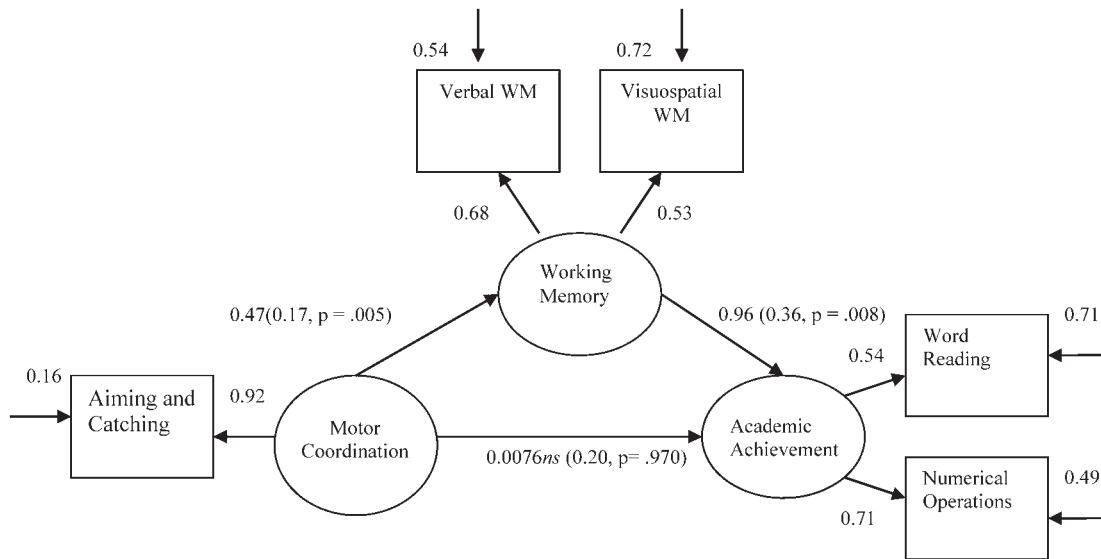 0.54
0.72
Verbal WM
Visuospatial
WM
0.68
0.53
Working
Memory
0.47(0.17, p = .005)
0.96 (0.36, p = .008)
0.71
Word
Reading
0.54
0.16
Aiming and
Catching
0.92
Motor
Coordination
Academic
Achievement
0.0076ns (0.20, p= .970)
Numerical
Operations
0.49
0.71